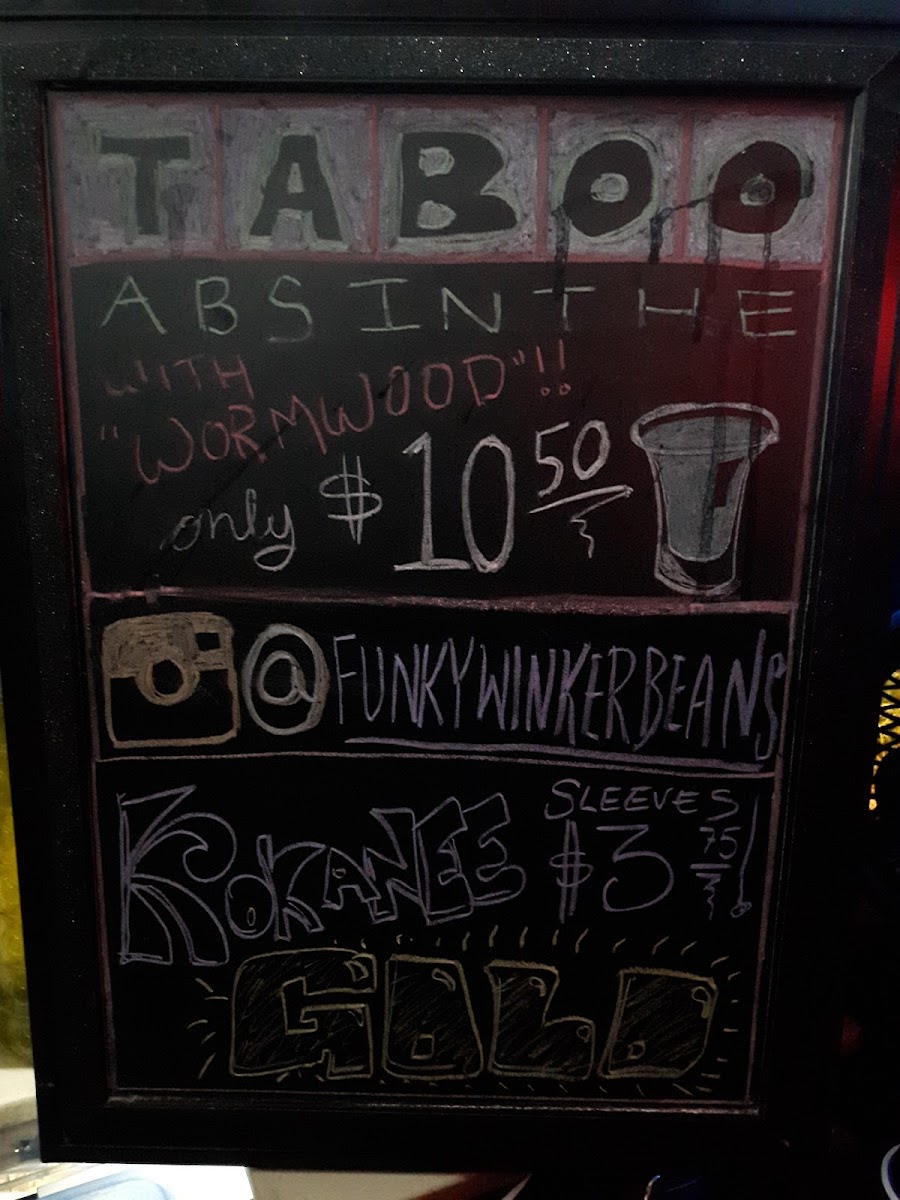 TABOO
ABSINTHE
WITH
"WORMWOOD"!!
only $10 50
@FUNKYWINKERBEANS
KOKANEE SLEEVES $3 75!
GOLD